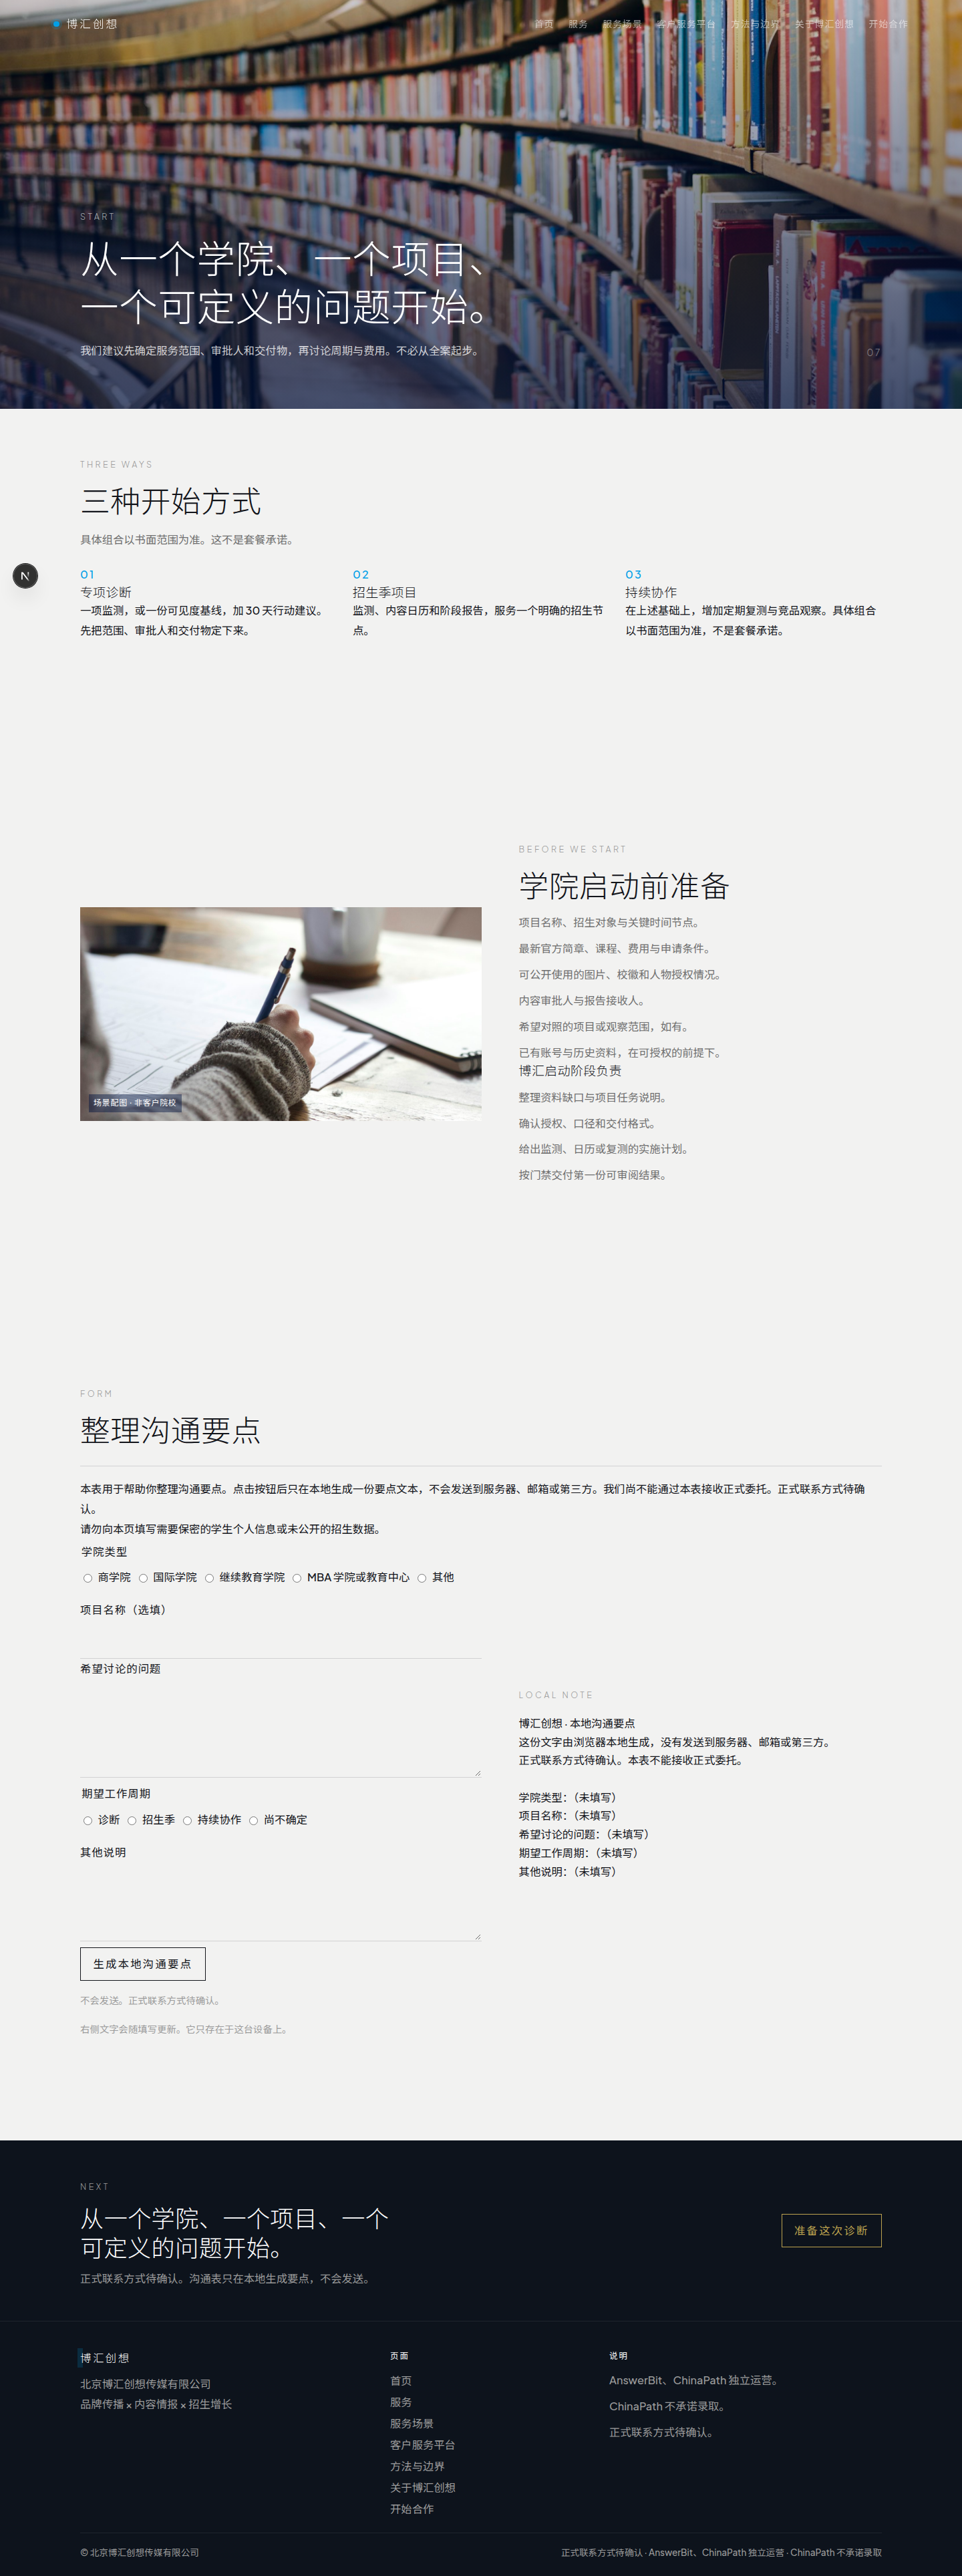 博汇创想
首页 服务 服务场景 客户服务平台 方法与边界 关于博汇创想 开始合作
START
从一个学院、一个项目、
一个可定义的问题开始。
我们建议先确定服务范围、审批人和交付物，再讨论周期与费用。不必从全案起步。
07
THREE WAYS
三种开始方式
具体组合以书面范围为准。这不是套餐承诺。
N
01
专项诊断
一项监测，或一份可见度基线，加 30 天行动建议。
先把范围、审批人和交付物定下来。
02
招生季项目
监测、内容日历和阶段报告，服务一个明确的招生节
点。
03
持续协作
在上述基础上，增加定期复测与竞品观察。具体组合
以书面范围为准，不是套餐承诺。
场景配图 · 非客户院校
BEFORE WE START
学院启动前准备
项目名称、招生对象与关键时间节点。
最新官方简章、课程、费用与申请条件。
可公开使用的图片、校徽和人物授权情况。
内容审批人与报告接收人。
希望对照的项目或观察范围，如有。
已有账号与历史资料，在可授权的前提下。
博汇启动阶段负责
整理资料缺口与项目任务说明。
确认授权、口径和交付格式。
给出监测、日历或复测的实施计划。
按门禁交付第一份可审阅结果。
FORM
整理沟通要点
本表用于帮助你整理沟通要点。点击按钮后只在本地生成一份要点文本，不会发送到服务器、邮箱或第三方。我们尚不能通过本表接收正式委托。正式联系方式待确
认。
请勿向本页填写需要保密的学生个人信息或未公开的招生数据。
学院类型
商学院 国际学院 继续教育学院 MBA 学院或教育中心 其他
项目名称（选填）
希望讨论的问题
期望工作周期
诊断 招生季 持续协作 尚不确定
其他说明
生成本地沟通要点
不会发送。正式联系方式待确认。
右侧文字会随填写更新。它只存在于这台设备上。
LOCAL NOTE
博汇创想 · 本地沟通要点
这份文字由浏览器本地生成，没有发送到服务器、邮箱或第三方。
正式联系方式待确认。本表不能接收正式委托。
学院类型：（未填写）
项目名称：（未填写）
希望讨论的问题：（未填写）
期望工作周期：（未填写）
其他说明：（未填写）
NEXT
从一个学院、一个项目、一个
可定义的问题开始。
正式联系方式待确认。沟通表只在本地生成要点，不会发送。
准备这次诊断
博汇创想
北京博汇创想传媒有限公司
品牌传播 × 内容情报 × 招生增长
页面
首页
服务
服务场景
客户服务平台
方法与边界
关于博汇创想
开始合作
说明
AnswerBit、ChinaPath 独立运营。
ChinaPath 不承诺录取。
正式联系方式待确认。
© 北京博汇创想传媒有限公司
正式联系方式待确认 · AnswerBit、ChinaPath 独立运营 · ChinaPath 不承诺录取